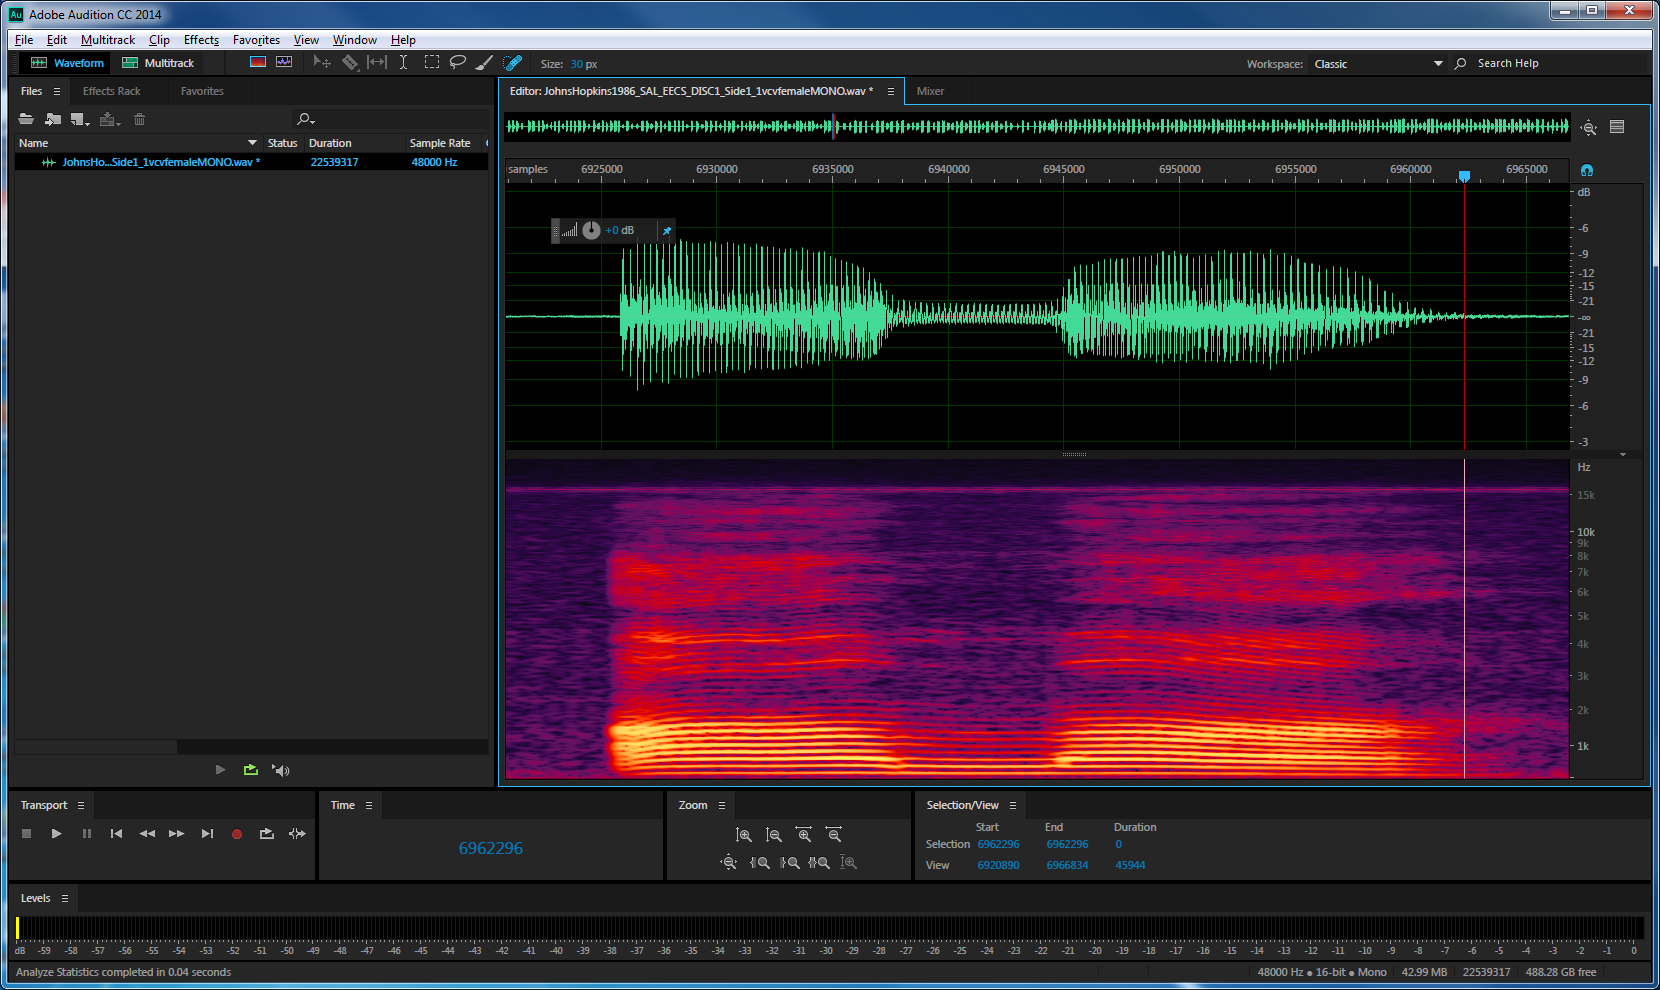 Au Adobe Audition CC 2014
File Edit Multitrack Clip Effects Favorites View Window Help
Waveform Multitrack Size: 30 px Workspace: Classic Search Help
Files Effects Rack Favorites
Editor: JohnsHopkins1986_SAL_EECS_DISC1_Side1_1vcvfemaleMONO.wav * Mixer
Name Status Duration Sample Rate
JohnsHo...Side1_1vcvfemaleMONO.wav * 22539317 48000 Hz
samples 6925000 6930000 6935000 6940000 6945000 6950000 6955000 6960000 6965000
dB
+0 dB
-6
-9
-12
-15
-21
-∞
-21
-15
-12
-9
-6
-3
Hz
15k
10k
9k
8k
7k
6k
5k
4k
3k
2k
1k
Transport Time Zoom Selection/View
Start End Duration
Selection 6962296 6962296 0
6962296
View 6920890 6966834 45944
Levels
dB -59 -58 -57 -56 -55 -54 -53 -52 -51 -50 -49 -48 -47 -46 -45 -44 -43 -42 -41 -40 -39 -38 -37 -36 -35 -34 -33 -32 -31 -30 -29 -28 -27 -26 -25 -24 -23 -22 -21 -20 -19 -18 -17 -16 -15 -14 -13 -12 -11 -10 -9 -8 -7 -6 -5 -4 -3 -2 -1 0
Analyze Statistics completed in 0.04 seconds
48000 Hz ● 16-bit ● Mono 42.99 MB 22539317 488.28 GB free